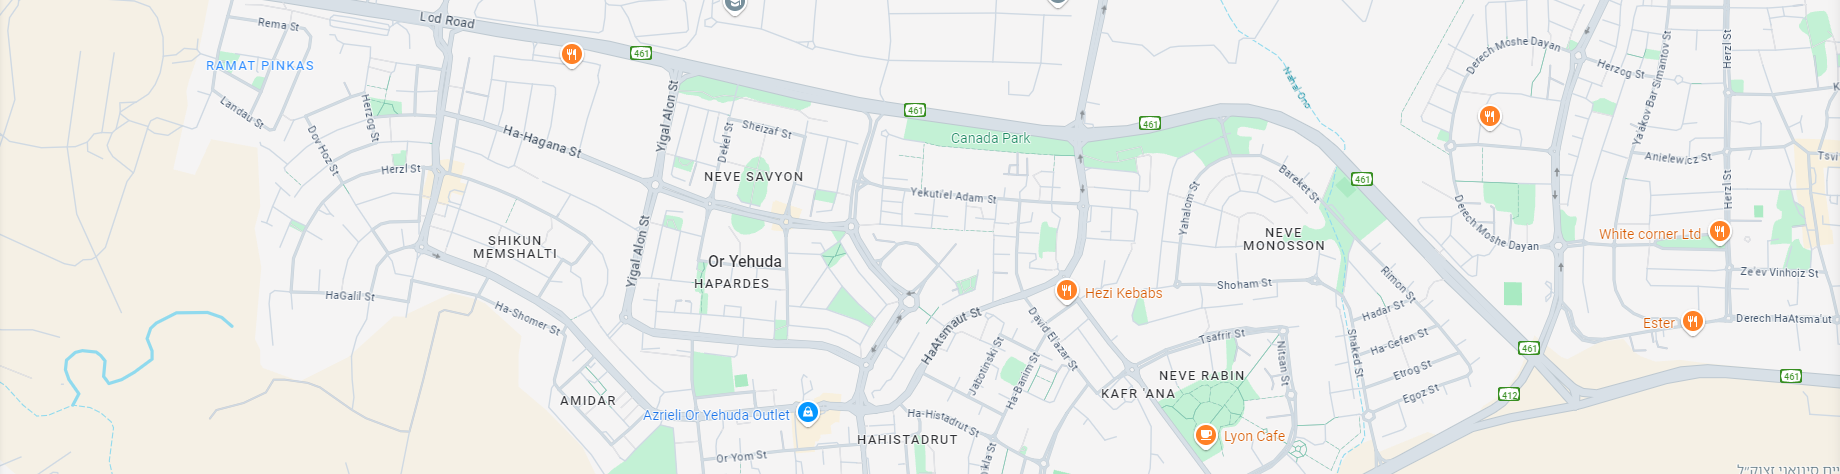 Lod Road
Rema St
461
RAMAT PINKAS
Nahal Ono
Derech Moshe Dayan
Herzog St
Ya'akov Bar Simantov St
Herzl St
Landau St
Herzog St
Dov Hoz St
Ha-Hagana St
Yigal Alon St
Dekel St
Sheizaf St
461
Canada Park
461
Anielewicz St
Tsvi
Herzl St
NEVE SAVYON
Yekutiel Adam St
Yahalom St
Bareket St
461
Herzl St
Derech Moshe Dayan
White corner Ltd
SHIKUN
MEMSHALTI
Yigal Alon St
Or Yehuda
HAPARDES
NEVE
MONOSSON
Ze'ev Vinhoiz St
HaGalil St
Ha-Shomer St
Hezi Kebabs
Shoham St
Rimon St
Hadar St
Ester
Derech HaAtsma'ut
HaAtsmaut St
David Elazar St
Tsafrir St
Nitsan St
Shaked St
Ha-Gefen St
461
Jabotinski St
Ha-Banim St
NEVE RABIN
Etrog St
Egoz St
461
412
AMIDAR
Azrieli Or Yehuda Outlet
KAFR 'ANA
Ha-Histadrut St
HAHISTADRUT
Lyon Cafe
Or Yom St